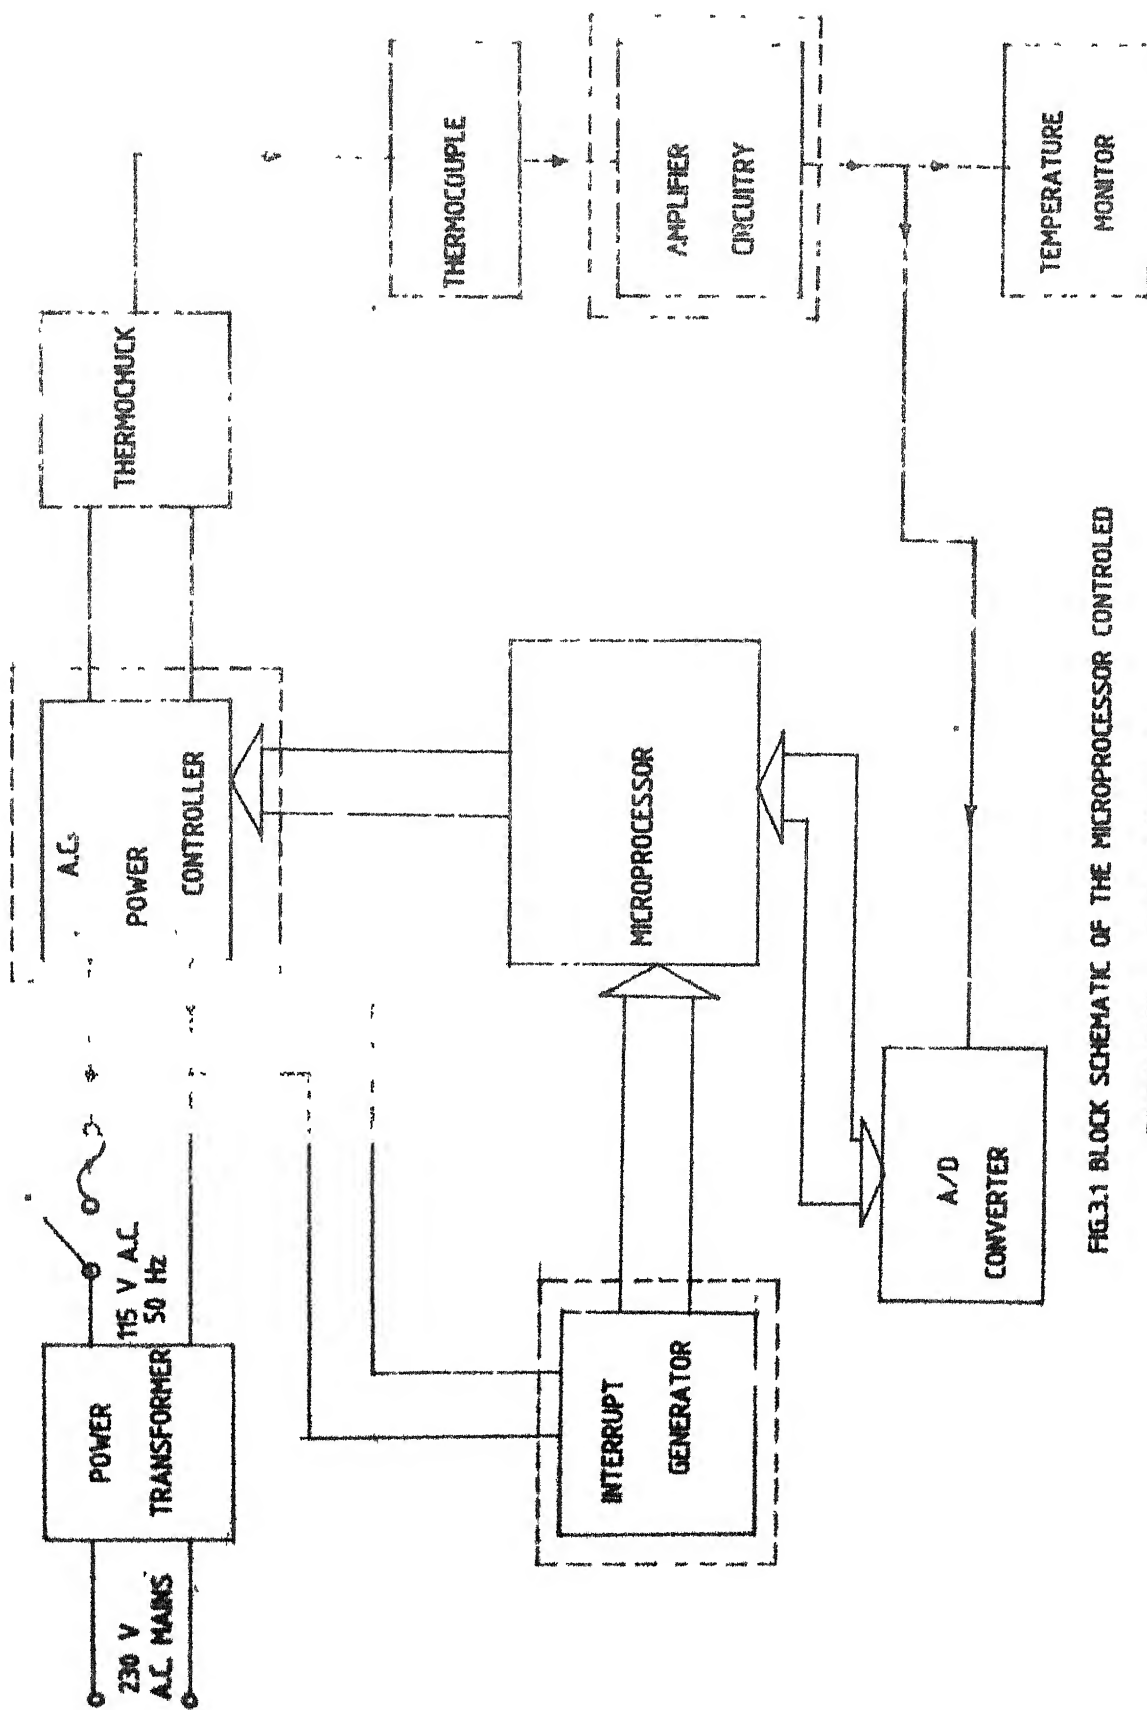 230 V
A.C. MAINS
POWER
TRANSFORMER
115 V A.C.
50 Hz
A.C.
POWER
CONTROLLER
THERMOCHUCK
THERMOCOUPLE
AMPLIFIER
CIRCUITRY
TEMPERATURE
MONITOR
MICROPROCESSOR
INTERRUPT
GENERATOR
A/D
CONVERTER
FIG.3.1 BLOCK SCHEMATIC OF THE MICROPROCESSOR CONTROLED